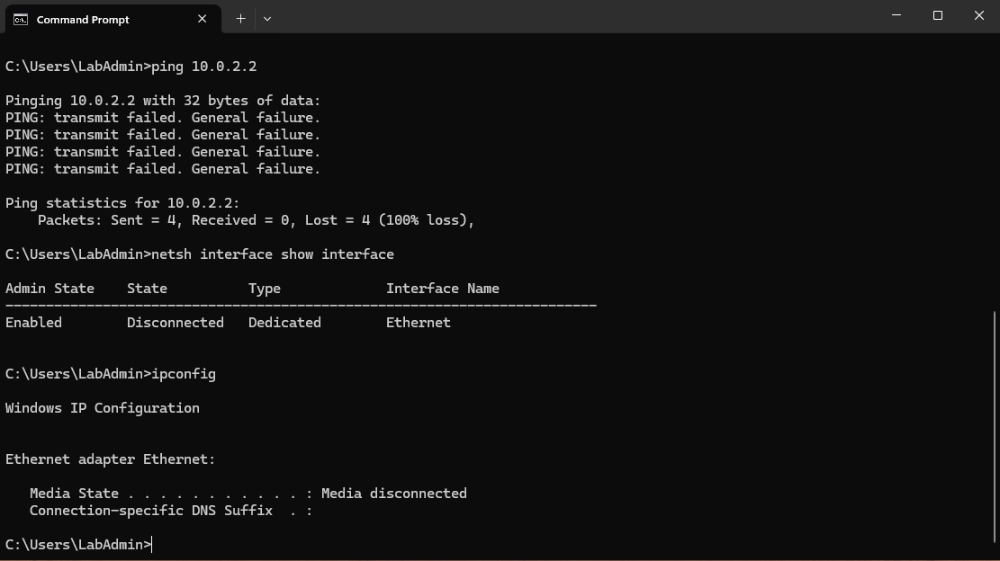 Command Prompt
C:\Users\LabAdmin>ping 10.0.2.2
Pinging 10.0.2.2 with 32 bytes of data:
PING: transmit failed. General failure.
PING: transmit failed. General failure.
PING: transmit failed. General failure.
PING: transmit failed. General failure.
Ping statistics for 10.0.2.2:
    Packets: Sent = 4, Received = 0, Lost = 4 (100% loss),
C:\Users\LabAdmin>netsh interface show interface
Admin State    State          Type             Interface Name
-------------------------------------------------------------------------
Enabled        Disconnected   Dedicated        Ethernet
C:\Users\LabAdmin>ipconfig
Windows IP Configuration
Ethernet adapter Ethernet:
   Media State . . . . . . . . . . . : Media disconnected
   Connection-specific DNS Suffix  . :
C:\Users\LabAdmin>